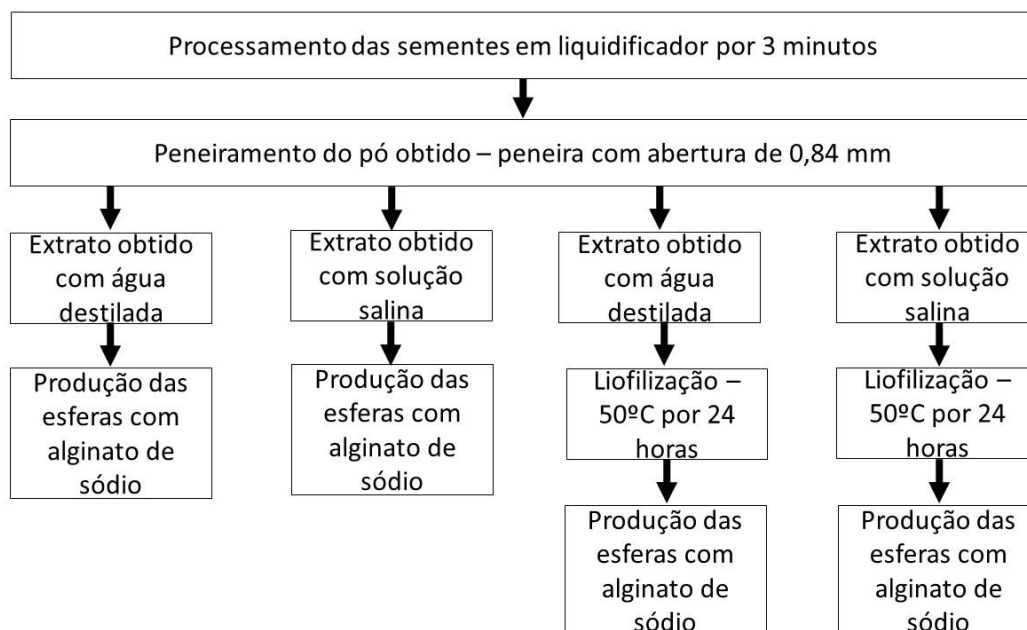 Processamento das sementes em liquidificador por 3 minutos
Peneiramento do pó obtido – peneira com abertura de 0,84 mm
Extrato obtido
com água
destilada
Extrato obtido
com solução
salina
Extrato obtido
com água
destilada
Extrato obtido
com solução
salina
Produção das
esferas com
alginato de
sódio
Produção das
esferas com
alginato de
sódio
Liofilização –
50ºC por 24
horas
Liofilização –
50ºC por 24
horas
Produção das
esferas com
alginato de
sódio
Produção das
esferas com
alginato de
sódio